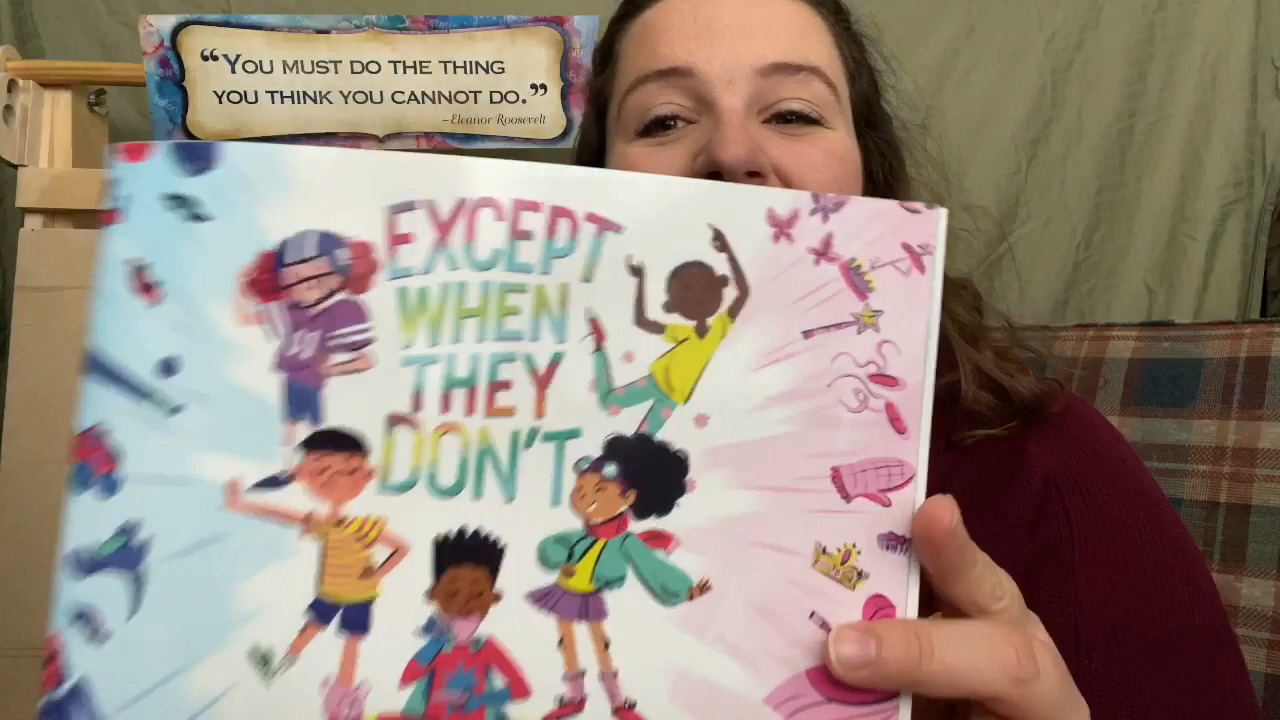 “YOU MUST DO THE THING
YOU THINK YOU CANNOT DO.”
–Eleanor Roosevelt
EXCEPT
WHEN
THEY
DON'T